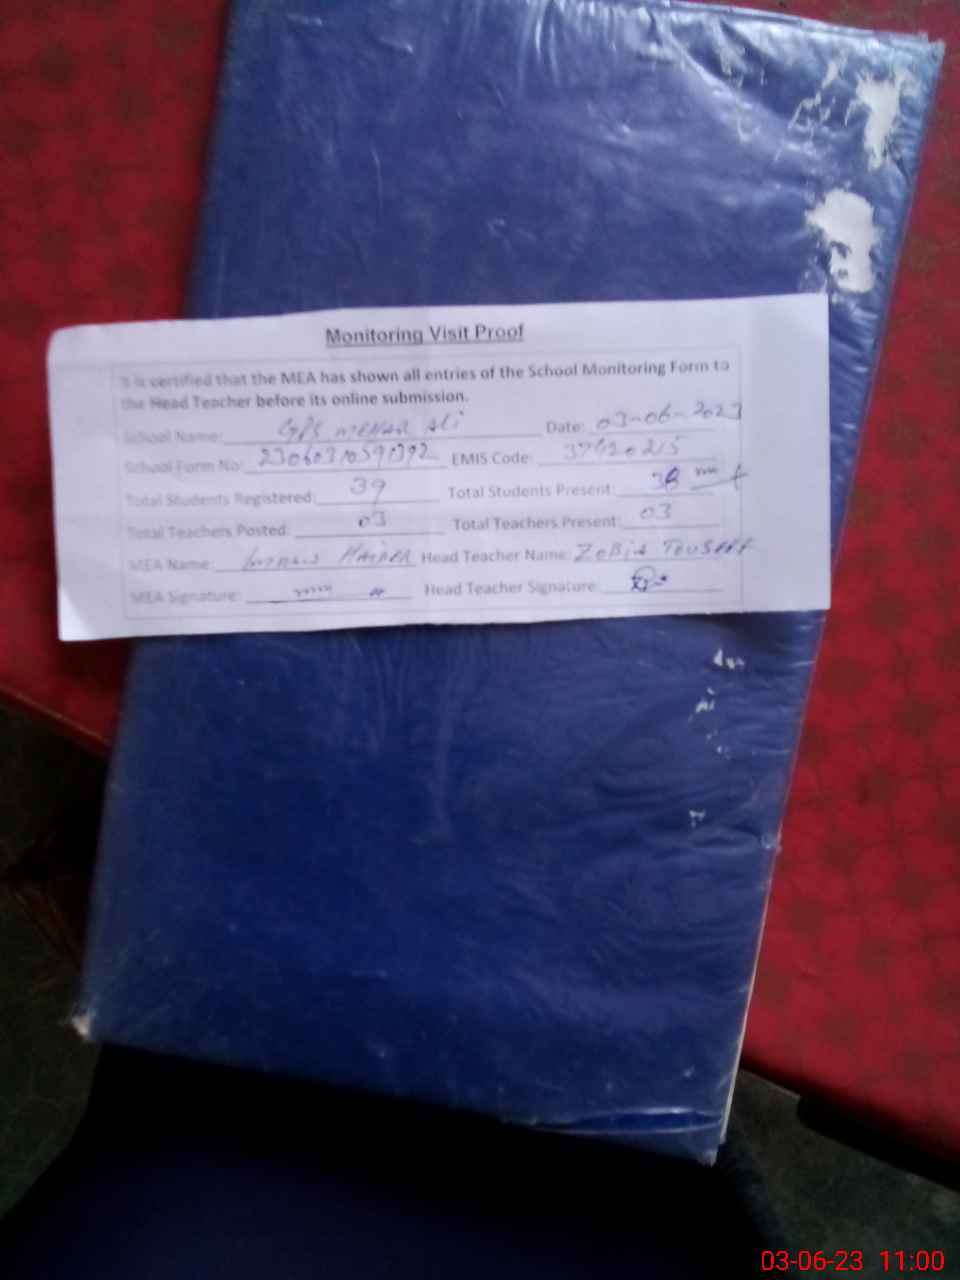 Monitoring Visit Proof
It is certified that the MEA has shown all entries of the School Monitoring Form to
the Head Teacher before its online submission.
School Name: GPS MEHAR Ali Date: 03-06-2023
School Form No: EMIS Code: 37420215
Total Students Registered: 39 Total Students Present: 38
Total Teachers Posted: 03 Total Teachers Present: 03
MEA Name: HAIDER Head Teacher Name: ZOBIA YOUSAF
MEA Signature: Head Teacher Signature:
03-06-23 11:00